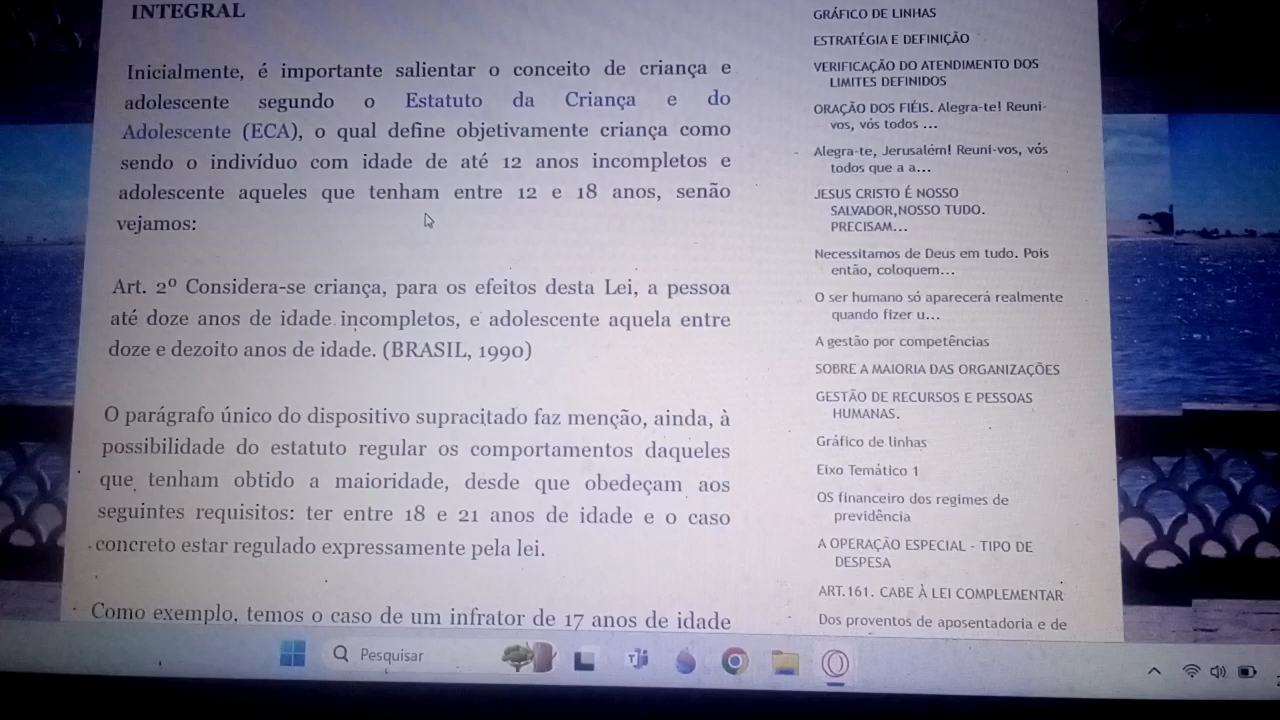 INTEGRAL
Inicialmente, é importante salientar o conceito de criança e
adolescente segundo o Estatuto da Criança e do
Adolescente (ECA), o qual define objetivamente criança como
sendo o indivíduo com idade de até 12 anos incompletos e
adolescente aqueles que tenham entre 12 e 18 anos, senão
vejamos:
Art. 2º Considera-se criança, para os efeitos desta Lei, a pessoa
até doze anos de idade incompletos, e adolescente aquela entre
doze e dezoito anos de idade. (BRASIL, 1990)
O parágrafo único do dispositivo supracitado faz menção, ainda, à
possibilidade do estatuto regular os comportamentos daqueles
que tenham obtido a maioridade, desde que obedeçam aos
seguintes requisitos: ter entre 18 e 21 anos de idade e o caso
concreto estar regulado expressamente pela lei.
Como exemplo, temos o caso de um infrator de 17 anos de idade
GRÁFICO DE LINHAS
ESTRATÉGIA E DEFINIÇÃO
VERIFICAÇÃO DO ATENDIMENTO DOS
LIMITES DEFINIDOS
ORAÇÃO DOS FIÉIS. Alegra-te! Reuni-
vos, vós todos ...
Alegra-te, Jerusalém! Reuni-vos, vós
todos que a a...
JESUS CRISTO É NOSSO
SALVADOR,NOSSO TUDO.
PRECISAM...
Necessitamos de Deus em tudo. Pois
então, coloquem...
O ser humano só aparecerá realmente
quando fizer u...
A gestão por competências
SOBRE A MAIORIA DAS ORGANIZAÇÕES
GESTÃO DE RECURSOS E PESSOAS
HUMANAS.
Gráfico de linhas
Eixo Temático 1
OS financeiro dos regimes de
previdência
A OPERAÇÃO ESPECIAL - TIPO DE
DESPESA
ART.161. CABE À LEI COMPLEMENTAR
Dos proventos de aposentadoria e de
Pesquisar